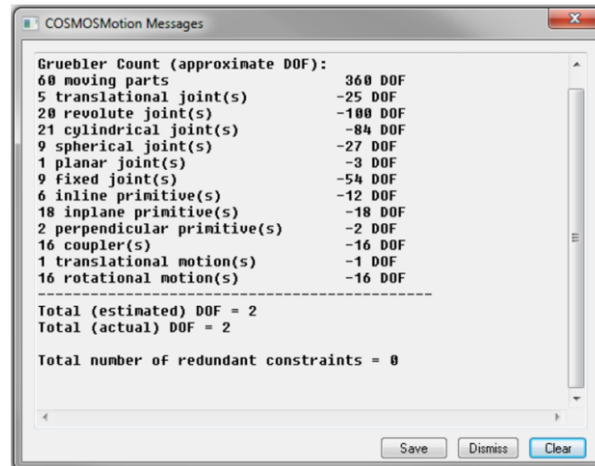 COSMOSMotion Messages
Gruebler Count (approximate DOF):
60 moving parts 360 DOF
5 translational joint(s) -25 DOF
20 revolute joint(s) -100 DOF
21 cylindrical joint(s) -84 DOF
9 spherical joint(s) -27 DOF
1 planar joint(s) -3 DOF
9 fixed joint(s) -54 DOF
6 inline primitive(s) -12 DOF
18 inplane primitive(s) -18 DOF
2 perpendicular primitive(s) -2 DOF
16 coupler(s) -16 DOF
1 translational motion(s) -1 DOF
16 rotational motion(s) -16 DOF
----------------------------------------------
Total (estimated) DOF = 2
Total (actual) DOF = 2
Total number of redundant constraints = 0
Save Dismiss Clear